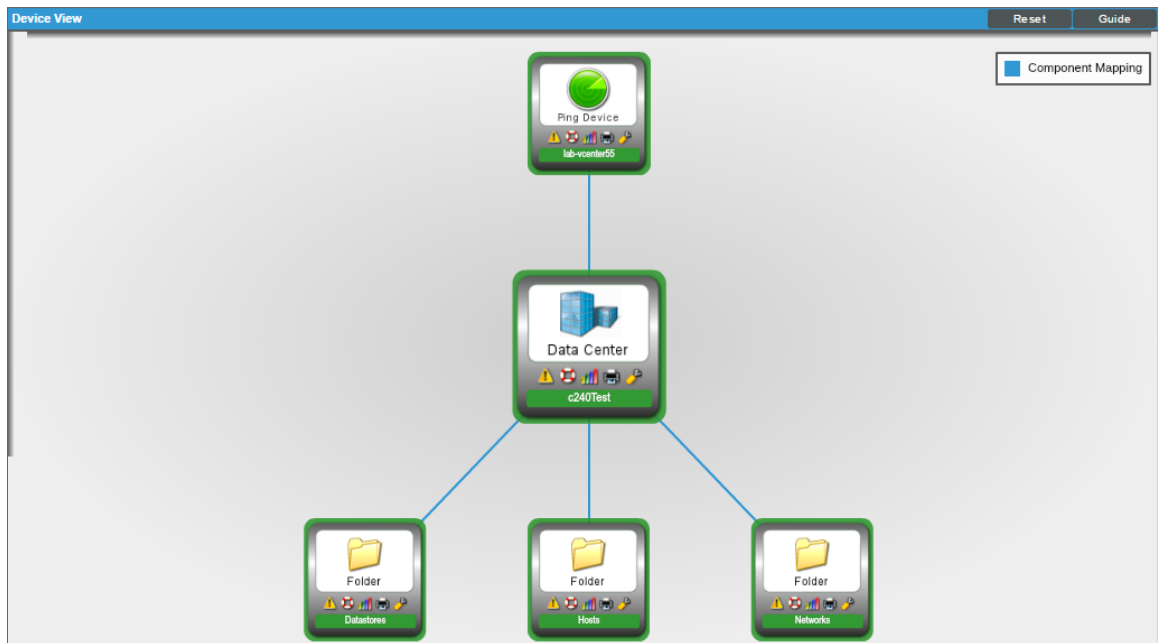 Device View
Reset
Guide
Component Mapping
Ping Device
lab-vcenter55
Data Center
c240Test
Folder
Datastores
Folder
Hosts
Folder
Networks